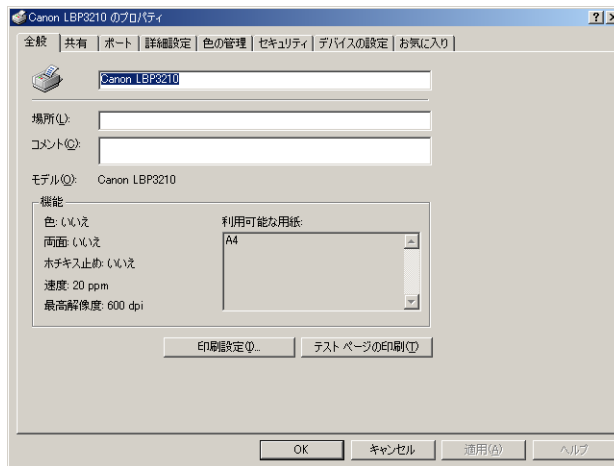 Canon LBP3210 のプロパティ
全般 共有 ポート 詳細設定 色の管理 セキュリティ デバイスの設定 お気に入り
Canon LBP3210
場所(L):
コメント(C):
モデル(O): Canon LBP3210
機能
色: いいえ
両面: いいえ
ホチキス止め: いいえ
速度: 20 ppm
最高解像度: 600 dpi
利用可能な用紙:
A4
印刷設定(I)... テスト ページの印刷(T)
OK キャンセル 適用(A) ヘルプ